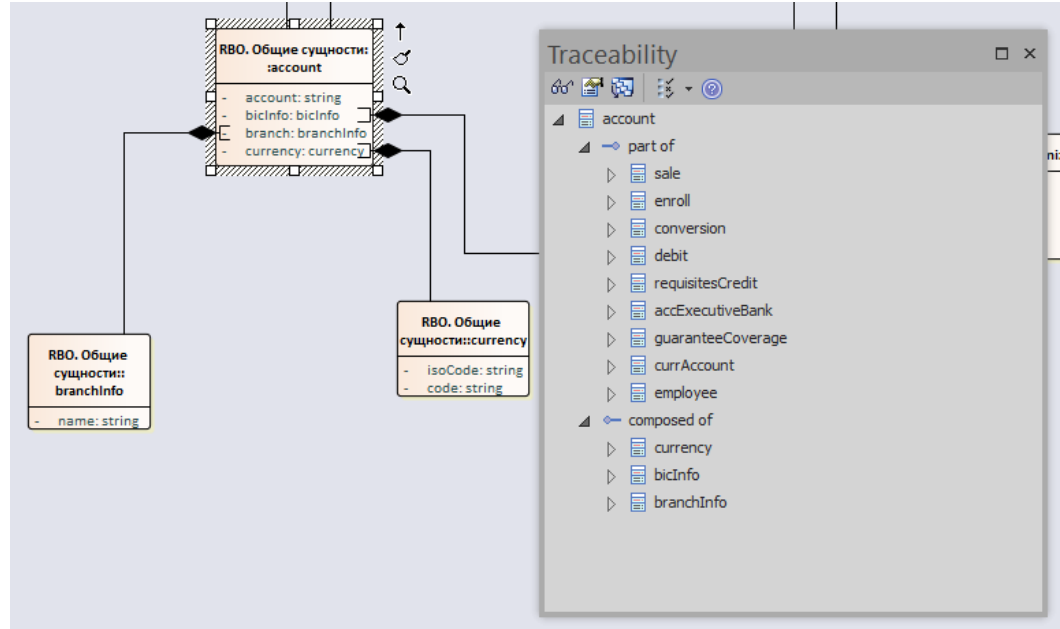 RBO. Общие сущности:
:account
- account: string
- bicInfo: bicInfo
- branch: branchInfo
- currency: currency
RBO. Общие
сущности::
branchInfo
- name: string
RBO. Общие
сущности::currency
- isoCode: string
- code: string
Traceability
account
part of
sale
enroll
conversion
debit
requisitesCredit
accExecutiveBank
guaranteeCoverage
currAccount
employee
composed of
currency
bicInfo
branchInfo